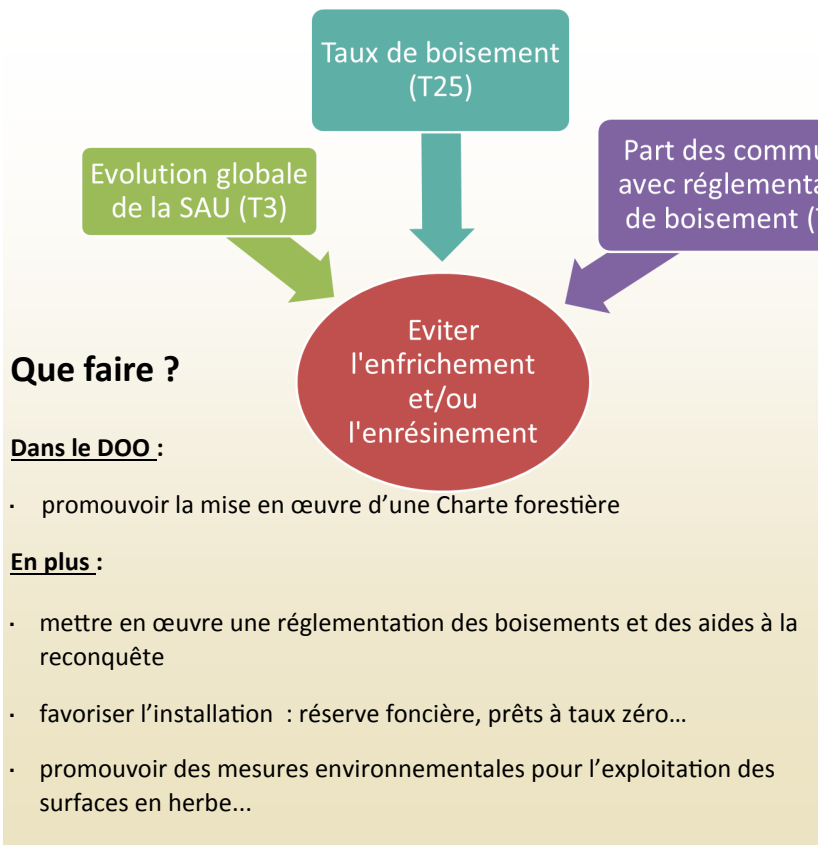 Taux de boisement
(T25)
Evolution globale
de la SAU (T3)
Part des
avec
de boisement
Eviter
l'enfrichement
et/ou
l'enrésinement
Que faire ?
Dans le DOO :
· promouvoir la mise en œuvre d’une Charte forestière
En plus :
· mettre en œuvre une réglementation des boisements et des aides à la
reconquête
· favoriser l’installation : réserve foncière, prêts à taux zéro…
· promouvoir des mesures environnementales pour l’exploitation des
surfaces en herbe...